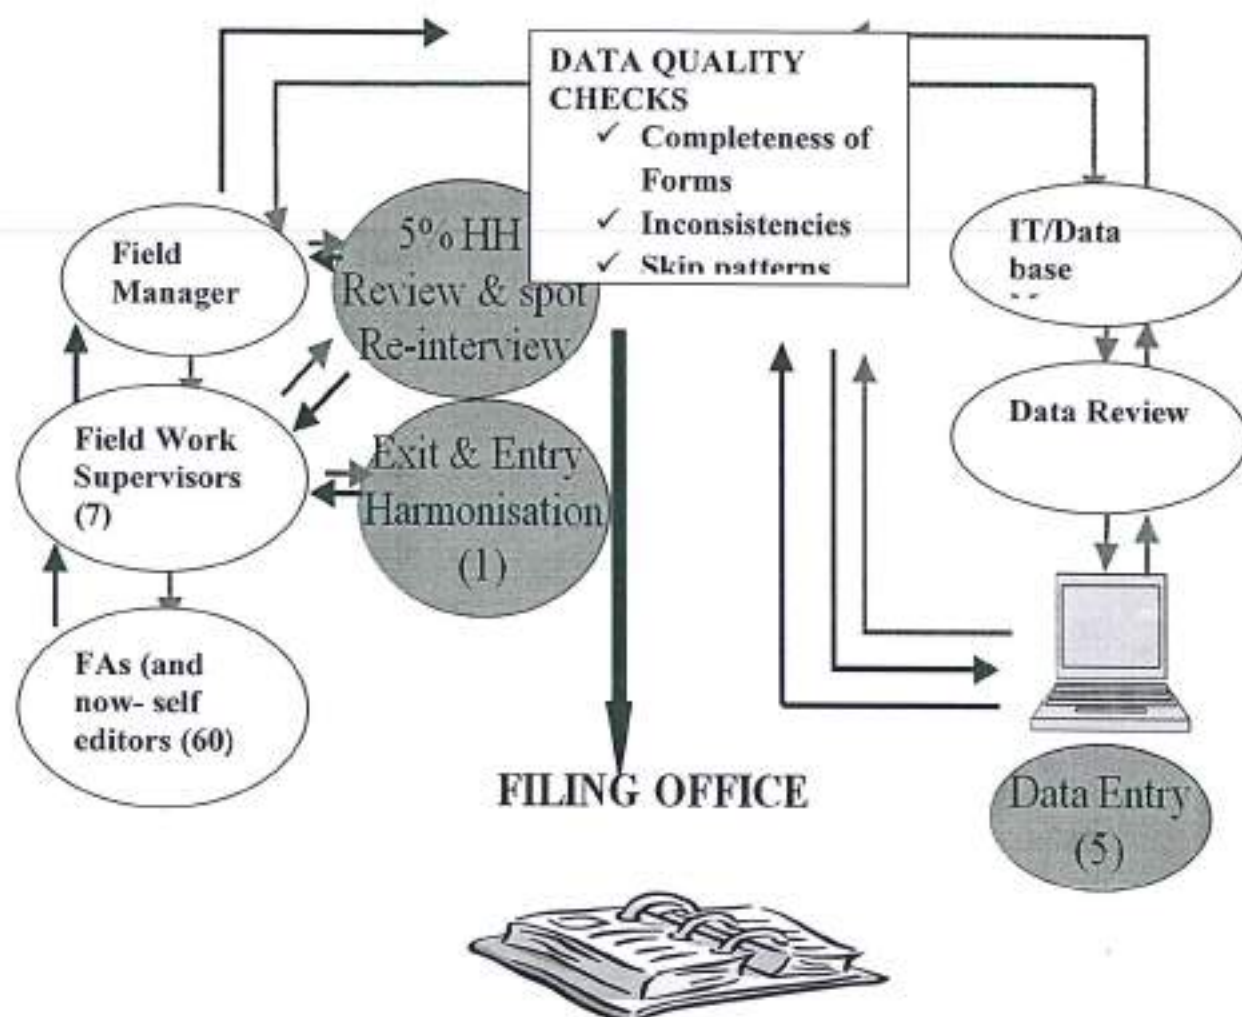 DATA QUALITY
CHECKS
✓ Completeness of
Forms
✓ Inconsistencies
✓ Skip patterns
5% HH
Review & spot
Re-interview
IT/Data
base
Field
Manager
Data Review
Field Work
Supervisors
(7)
Exit & Entry
Harmonisation
(1)
FAs (and
now- self
editors (60)
FILING OFFICE
Data Entry
(5)